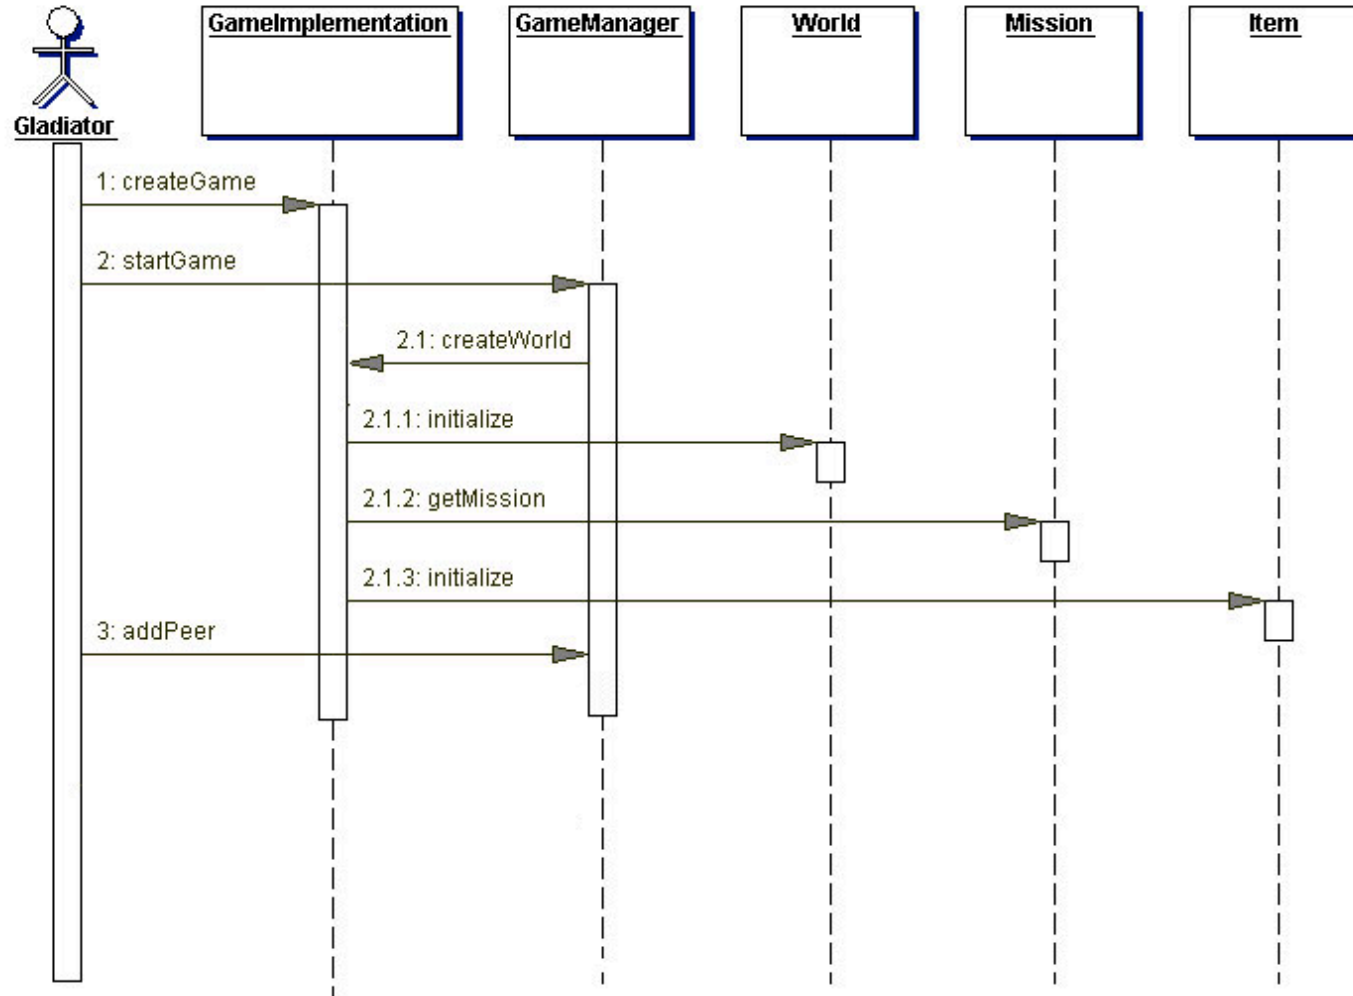 GameImplementation
GameManager
World
Mission
Item
Gladiator
1: createGame
2: startGame
2.1: createWorld
2.1.1: initialize
2.1.2: getMission
2.1.3: initialize
3: addPeer